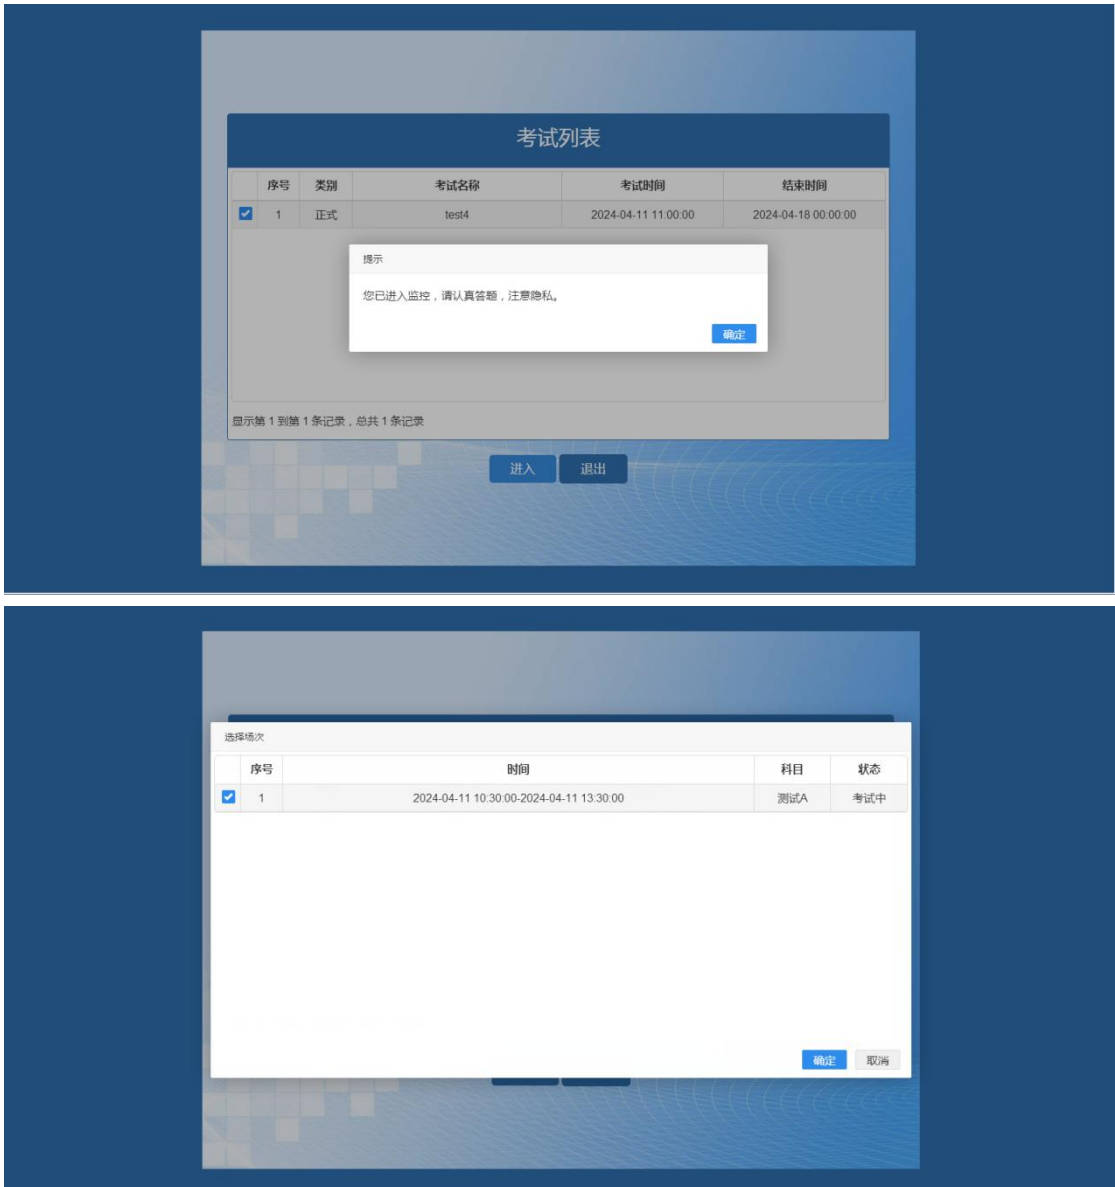 考试列表
序号 类别 考试名称 考试时间 结束时间
1 正式 test4 2024-04-11 11:00:00 2024-04-18 00:00:00
提示
您已进入监控，请认真答题，注意隐私。
确定
显示第 1 到第 1 条记录，总共 1 条记录
进入 退出
选择场次
序号 时间 科目 状态
1 2024-04-11 10:30:00-2024-04-11 13:30:00 测试A 考试中
确定 取消